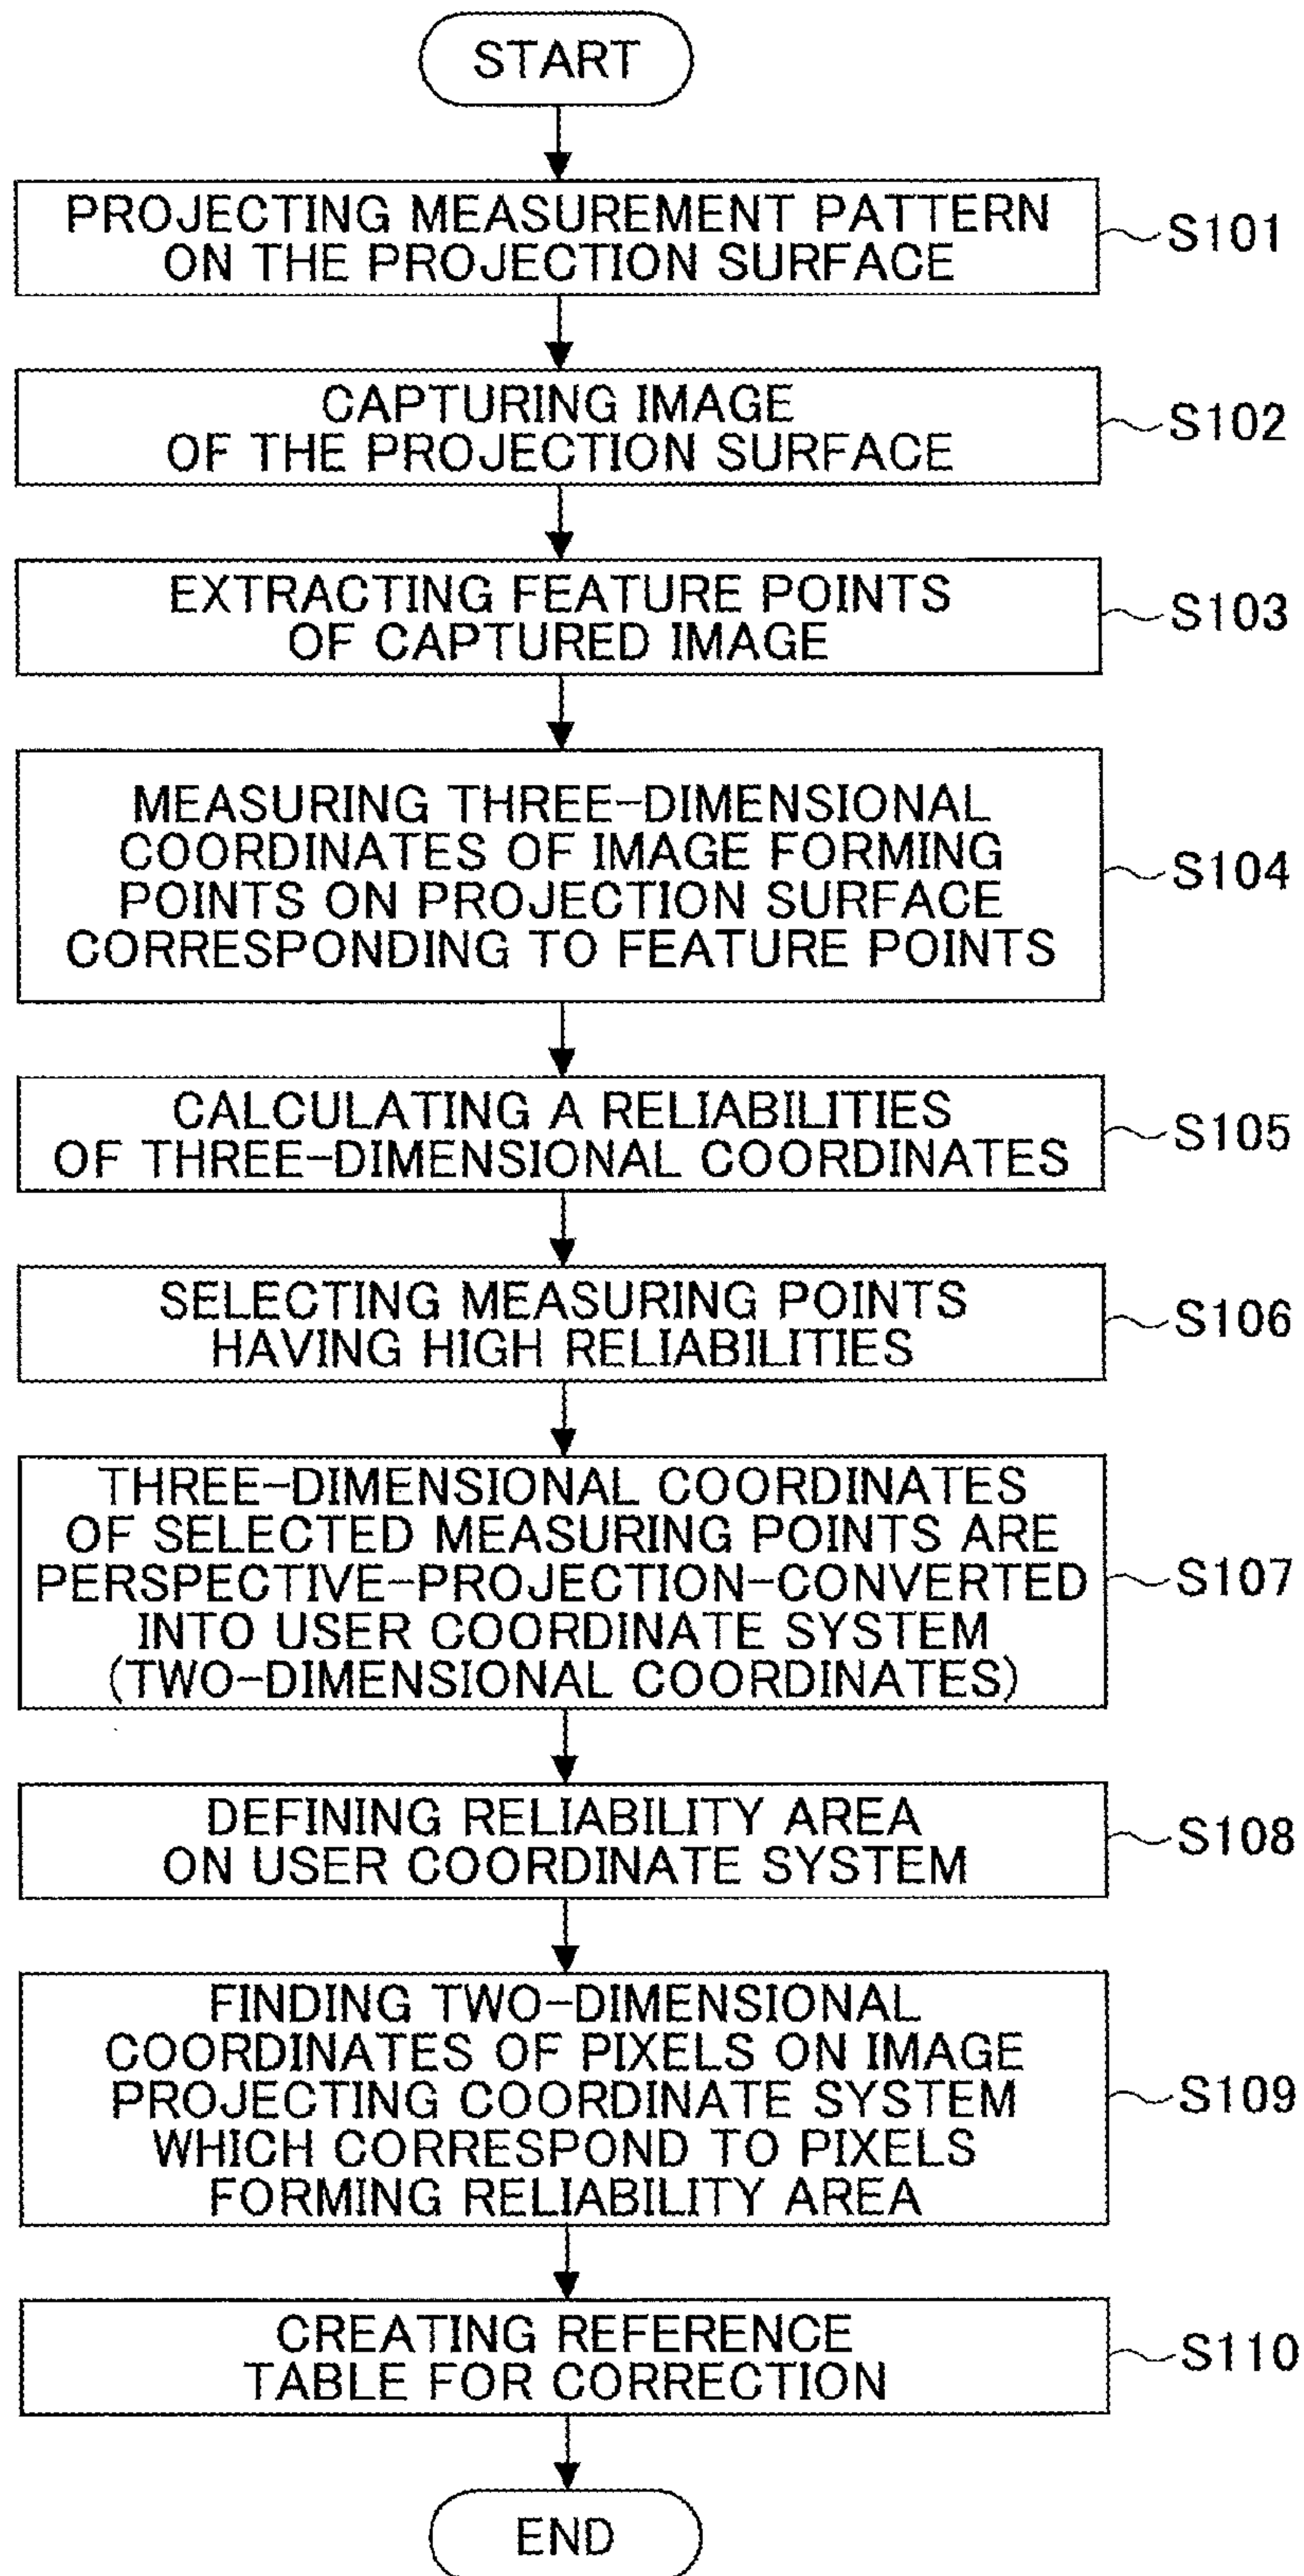 START
PROJECTING MEASUREMENT PATTERN
ON THE PROJECTION SURFACE
S101
CAPTURING IMAGE
OF THE PROJECTION SURFACE
S102
EXTRACTING FEATURE POINTS
OF CAPTURED IMAGE
S103
MEASURING THREE-DIMENSIONAL
COORDINATES OF IMAGE FORMING
POINTS ON PROJECTION SURFACE
CORRESPONDING TO FEATURE POINTS
S104
CALCULATING A RELIABILITIES
OF THREE-DIMENSIONAL COORDINATES
S105
SELECTING MEASURING POINTS
HAVING HIGH RELIABILITIES
S106
THREE-DIMENSIONAL COORDINATES
OF SELECTED MEASURING POINTS ARE
PERSPECTIVE-PROJECTION-CONVERTED
INTO USER COORDINATE SYSTEM
(TWO-DIMENSIONAL COORDINATES)
S107
DEFINING RELIABILITY AREA
ON USER COORDINATE SYSTEM
S108
FINDING TWO-DIMENSIONAL
COORDINATES OF PIXELS ON IMAGE
PROJECTING COORDINATE SYSTEM
WHICH CORRESPOND TO PIXELS
FORMING RELIABILITY AREA
S109
CREATING REFERENCE
TABLE FOR CORRECTION
S110
END